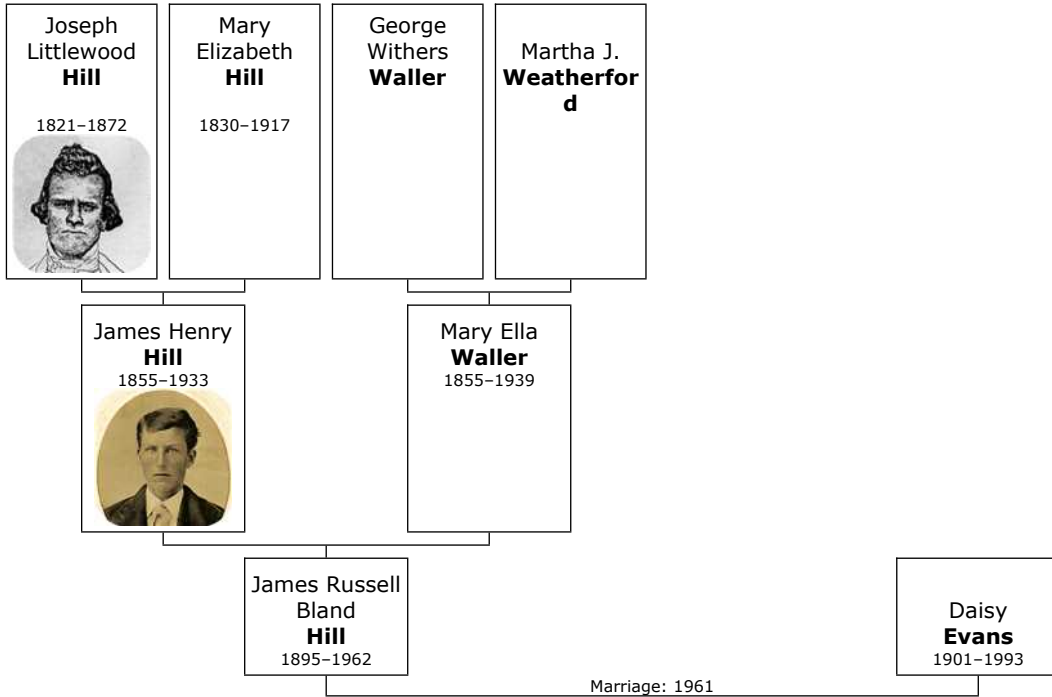 Joseph
Littlewood
Hill
1821–1872
Mary
Elizabeth
Hill
1830–1917
George
Withers
Waller
Martha J.
Weatherfor
d
James Henry
Hill
1855–1933
Mary Ella
Waller
1855–1939
James Russell
Bland
Hill
1895–1962
Daisy
Evans
1901–1993
Marriage: 1961